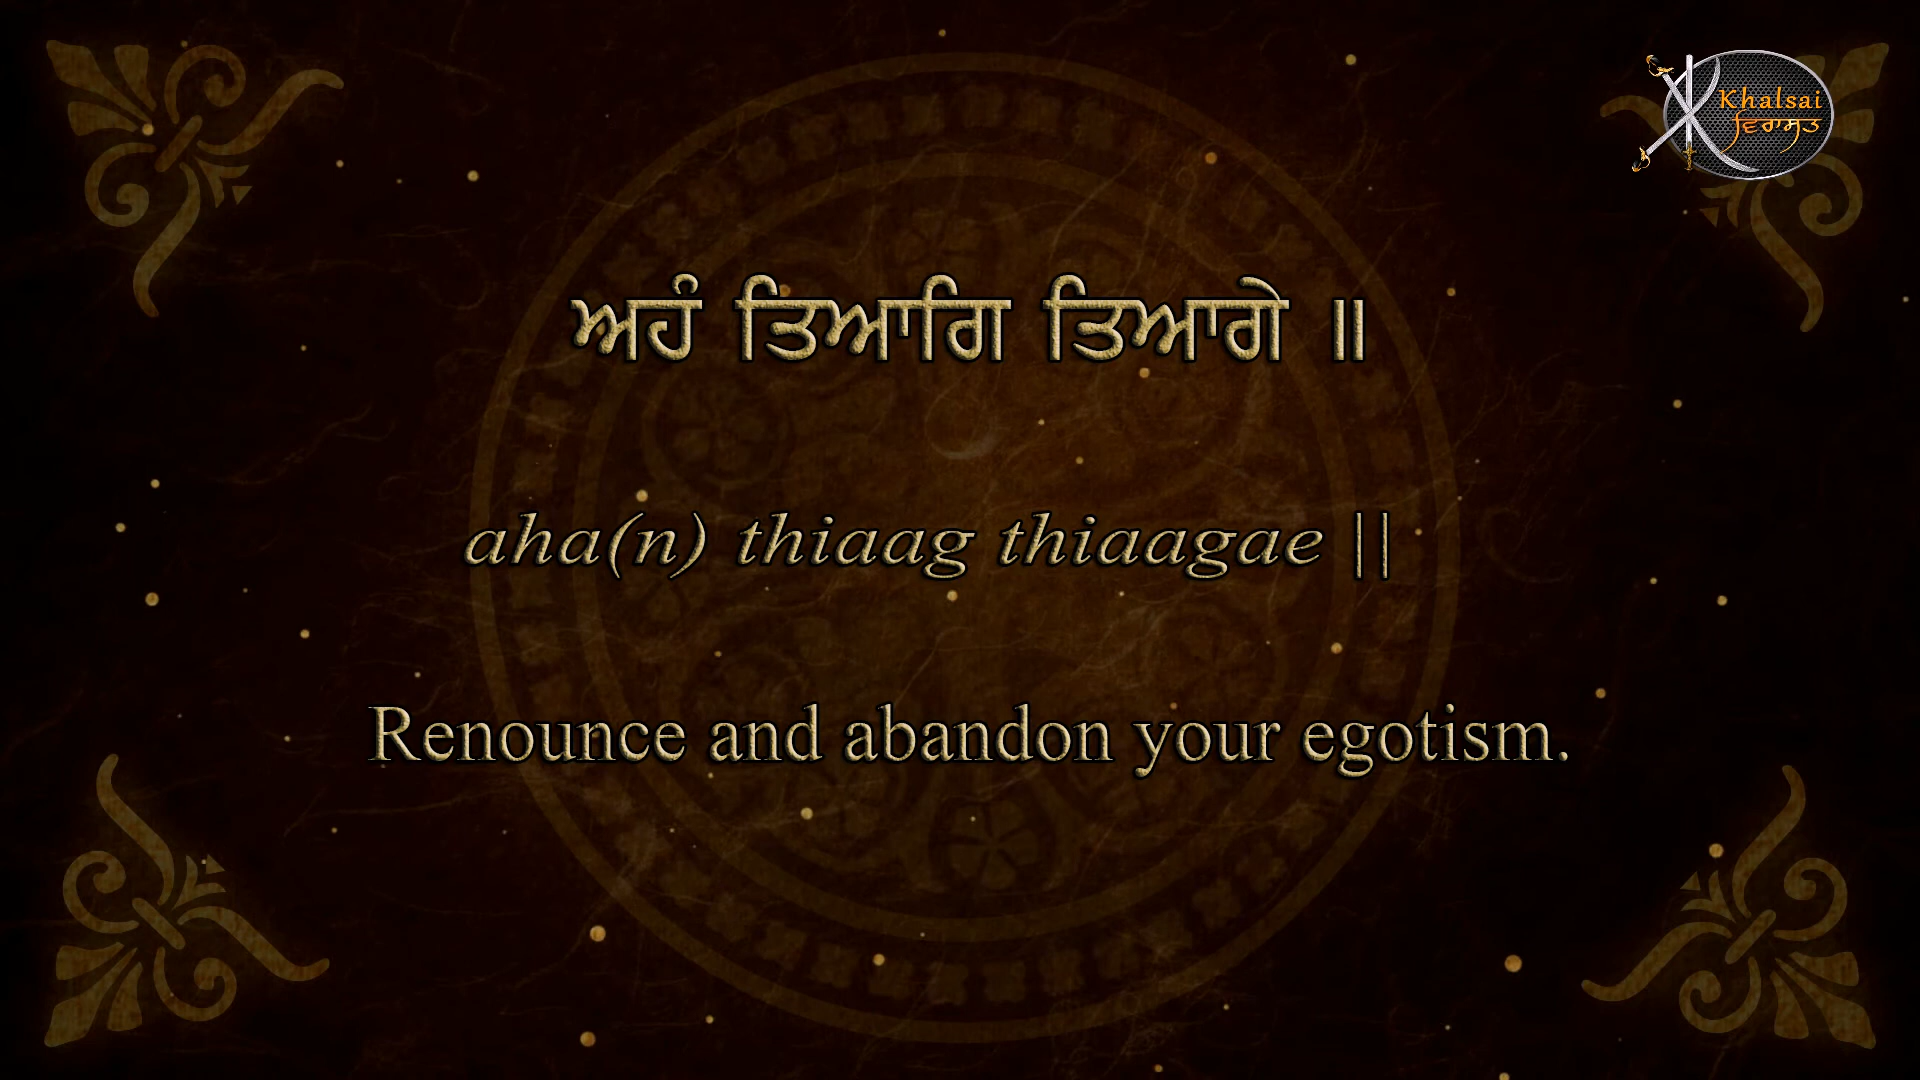 Khalsai
ਵਿਰਾਸਤ
ਅਹੰ ਤਿਆਗਿ ਤਿਆਗੇ ॥
aha(n) thiaag thiaagae ||
Renounce and abandon your egotism.